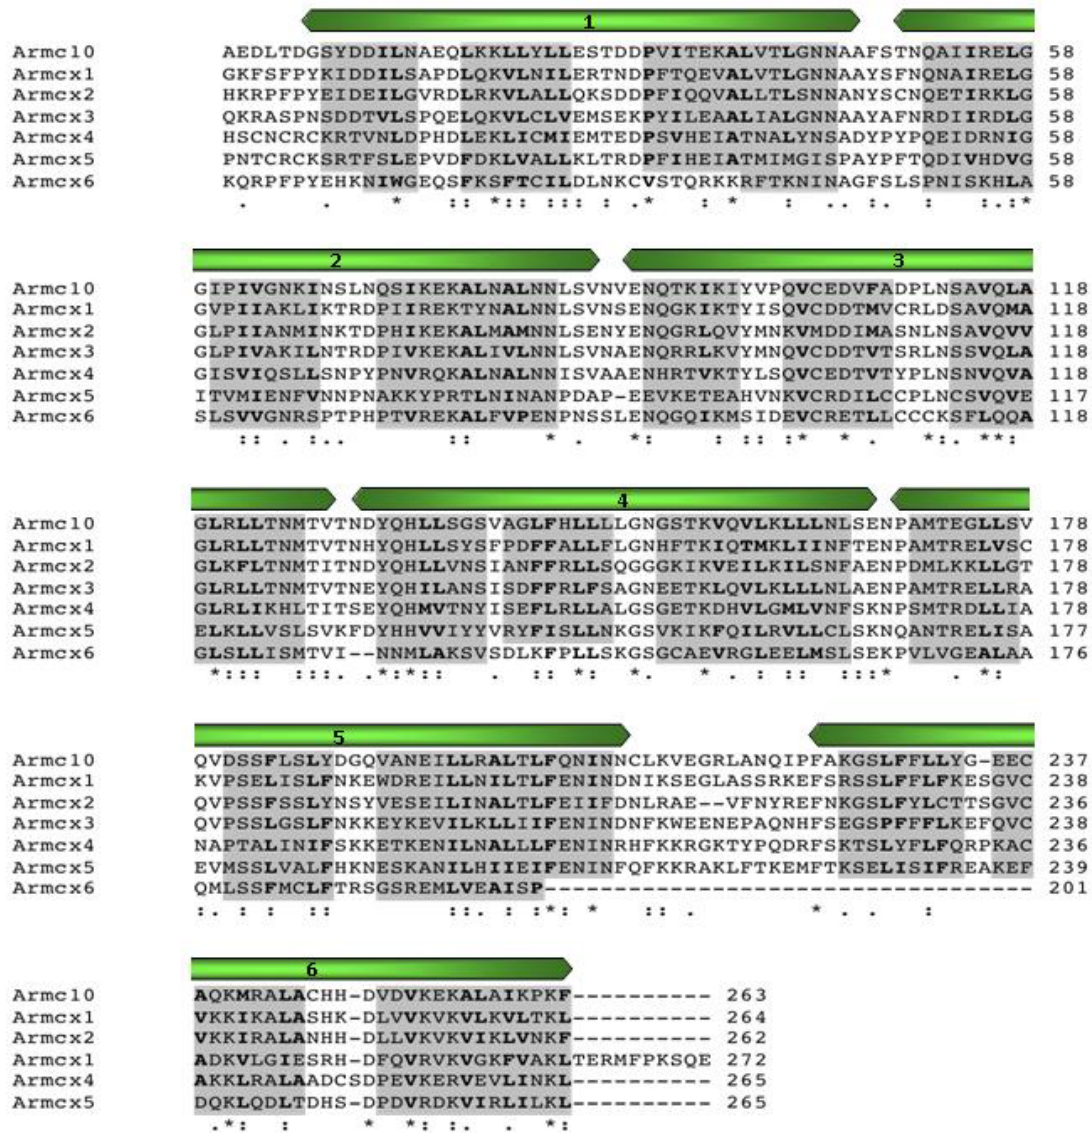 1
Armc10 AEDLTDGSYDDILNAEQLKKLLYLLESTDDPVITEKALVTLGNNAAFSTNQAIIRELG 58
Armcx1 GKFSFPYKIDDILSAPDLQKVLNILERTNDPFTQEVALVTLGNNAAYSFNQNAIRELG 58
Armcx2 HKRPFPYEIDEILGVRDLRKVLALLQKSDDPFIQQVALLTLSNNANYSCNQETIRKLG 58
Armcx3 QKRASPNSDDTVLSPQELQKVLCLVEMSEKPYILEAALIALGNNAAYAFNRDIIRDLG 58
Armcx4 HSCNCRCKRTVNLDPHDLEKLICMIEMTEDPSVHEIATNALYNSADYPYPQEIDRNIG 58
Armcx5 PNTCRCKSRTFSLEPVDFDKLVALLKLTRDPFIHEIATMIMGISPAYPFTQDIVHDVG 58
Armcx6 KQRPFPYEHKNIWGEQSFKSFTCILDLNKCVSTQRKKRFTKNINAGFSLSPNISKHLA 58
. . * :: *:: ::: : .* : * : .. . : :.:*
2 3
Armc10 GIPIVGNKINSLNQSIKEKALNALNNLSVNVENQTKIKIYVPQVCEDVFADPLNSAVQLA 118
Armcx1 GVPIIANLIKTRDPIIREKTYNALNNLSVNSENQGKIKTYISQVCDDTMVCRLDSAVQMA 118
Armcx2 GLPIIANMINKTDPHIKEKALMAMNNLSENYENQGRLQVYMNKVMDDIMASNLNSAVQVV 118
Armcx3 GLPIVAKILNTRDPIVKEKALIVLNNLSVNAENQRRLKVYMNQVCDDTVTSRLNSSVQLA 118
Armcx4 GISVIQSLLSNPYPNVRQKALNALNNISVAAENHRTVKTYLSQVCEDTVTYPLNSNVQVA 118
Armcx5 ITVMIENFVNNPNAKKYPRTLNINANPDAP-EEVKETEAHVNKVCRDILCCPLNSCVQVE 117
Armcx6 SLSVVGNRSPTPHPTVREKALFVPENPNSSLENQGQIKMSIDEVCRETLLCCCKSFLQQA 118
:: . :.. :: * . *: : :* * . *: **:
4
Armc10 GLRLLTNMTVTNDYQHLLSGSVAGLFHLLLLGNGSTKVQVLKLLLNLSENPAMTEGLLSV 178
Armcx1 GLRLLTNMTVTNHYQHLLSYSFPDFFALLFLGNHFTKIQTMKLIINFTENPAMTRELVSC 178
Armcx2 GLKFLTNMTITNDYQHLLVNSIANFFRLLSQGGGKIKVEILKILSNFAENPDMLKKLLGT 178
Armcx3 GLRLLTNMTVTNEYQHILANSISDFFRLFSAGNEETKLQVLKLLLNLAENPAMTRELLRA 178
Armcx4 GLRLIKHLTITSEYQHMVTNYISEFLRLLALGSGETKDHVLGMLVNFSKNPSMTRDLLIA 178
Armcx5 ELKLLVSLSVKFDYHHVVIYYVRYFISLLNKGSVKIKFQILRVLLCLSKNQANTRELISA 177
Armcx6 GLSLLISMTVI--NNMLAKSVSDLKFPLLSKGSGCAEVRGLEELMSLSEKPVLVGEALAA 176
*::: ::: .*:*:: . :: *: *. *. : :: :::* . *:
5
Armc10 QVDSSFLSLYDGQVANEILLRALTLFQNINNCLKVEGRLANQIPFAKGSLFFLLYG-EEC 237
Armcx1 KVPSELISLFNKEWDREILLNILTLFENINDNIKSEGLASSRKEFSRSSLFFLFKESGVC 238
Armcx2 QVPSSFSSLYNSYVESEILINALTLFEIIFDNLRAE--VFNYREFNKGSLFYLCTTSGVC 236
Armcx3 QVPSSLGSLFNKKEYKEVILKLLIIFENINDNFKWEENEPAQNHFSEGSPFFFLKEFQVC 238
Armcx4 NAPTALINIFSKKETKENILNALLLFENINRHFKKRGKTYPQDRFSKTSLYFLFQRPKAC 236
Armcx5 EVMSSLVALFHKNESKANILHIIEIFENINFQFKKRAKLFTKEMFTKSELISIFREAKEF 239
Armcx6 QMLSSFMCLFTRSGSREMLVEAISP---------------------------------- 201
:. : : :: ::. : :*: * :: . * . . :
6
Armc10 AQKMRALACHH-DVDVKEKALAIKPKF---------- 263
Armcx1 VKKIKALASHK-DLVVKVKVLKVLTKL---------- 264
Armcx2 VKKIRALANHH-DLLVKVKVIKLVNKF---------- 262
Armcx1 ADKVLGIESRH-DFQVRVKVGKFVAKLTERMFPKSQE 272
Armcx4 AKKLRALAADCSDPEVKERVEVLINKL---------- 265
Armcx5 DQKLQDLTDHS-DPDVRDKVIRLILKL---------- 265
.*: : * *: :. . *: